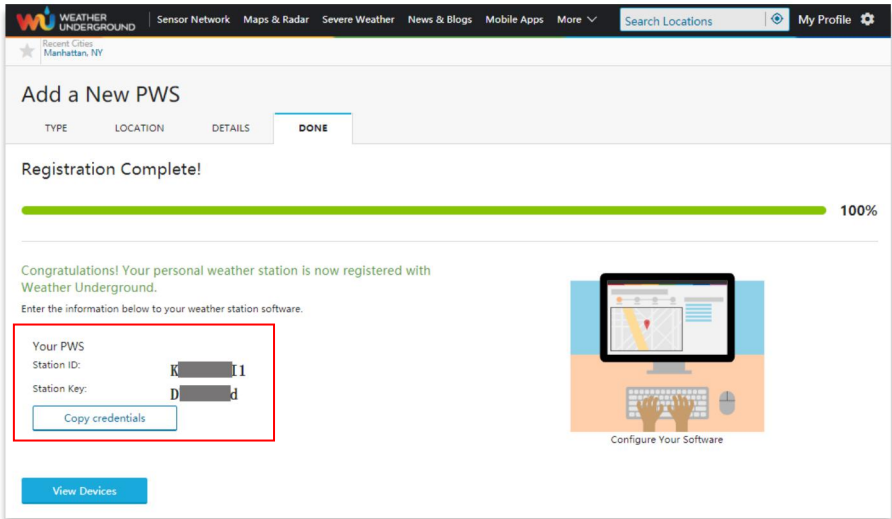 WEATHER
UNDERGROUND
Sensor Network Maps & Radar Severe Weather News & Blogs Mobile Apps More Search Locations My Profile
Recent Cities
Manhattan, NY
Add a New PWS
TYPE LOCATION DETAILS DONE
Registration Complete!
100%
Congratulations! Your personal weather station is now registered with
Weather Underground.
Enter the information below to your weather station software.
Your PWS
Station ID: K I1
Station Key: D d
Copy credentials
Configure Your Software
View Devices